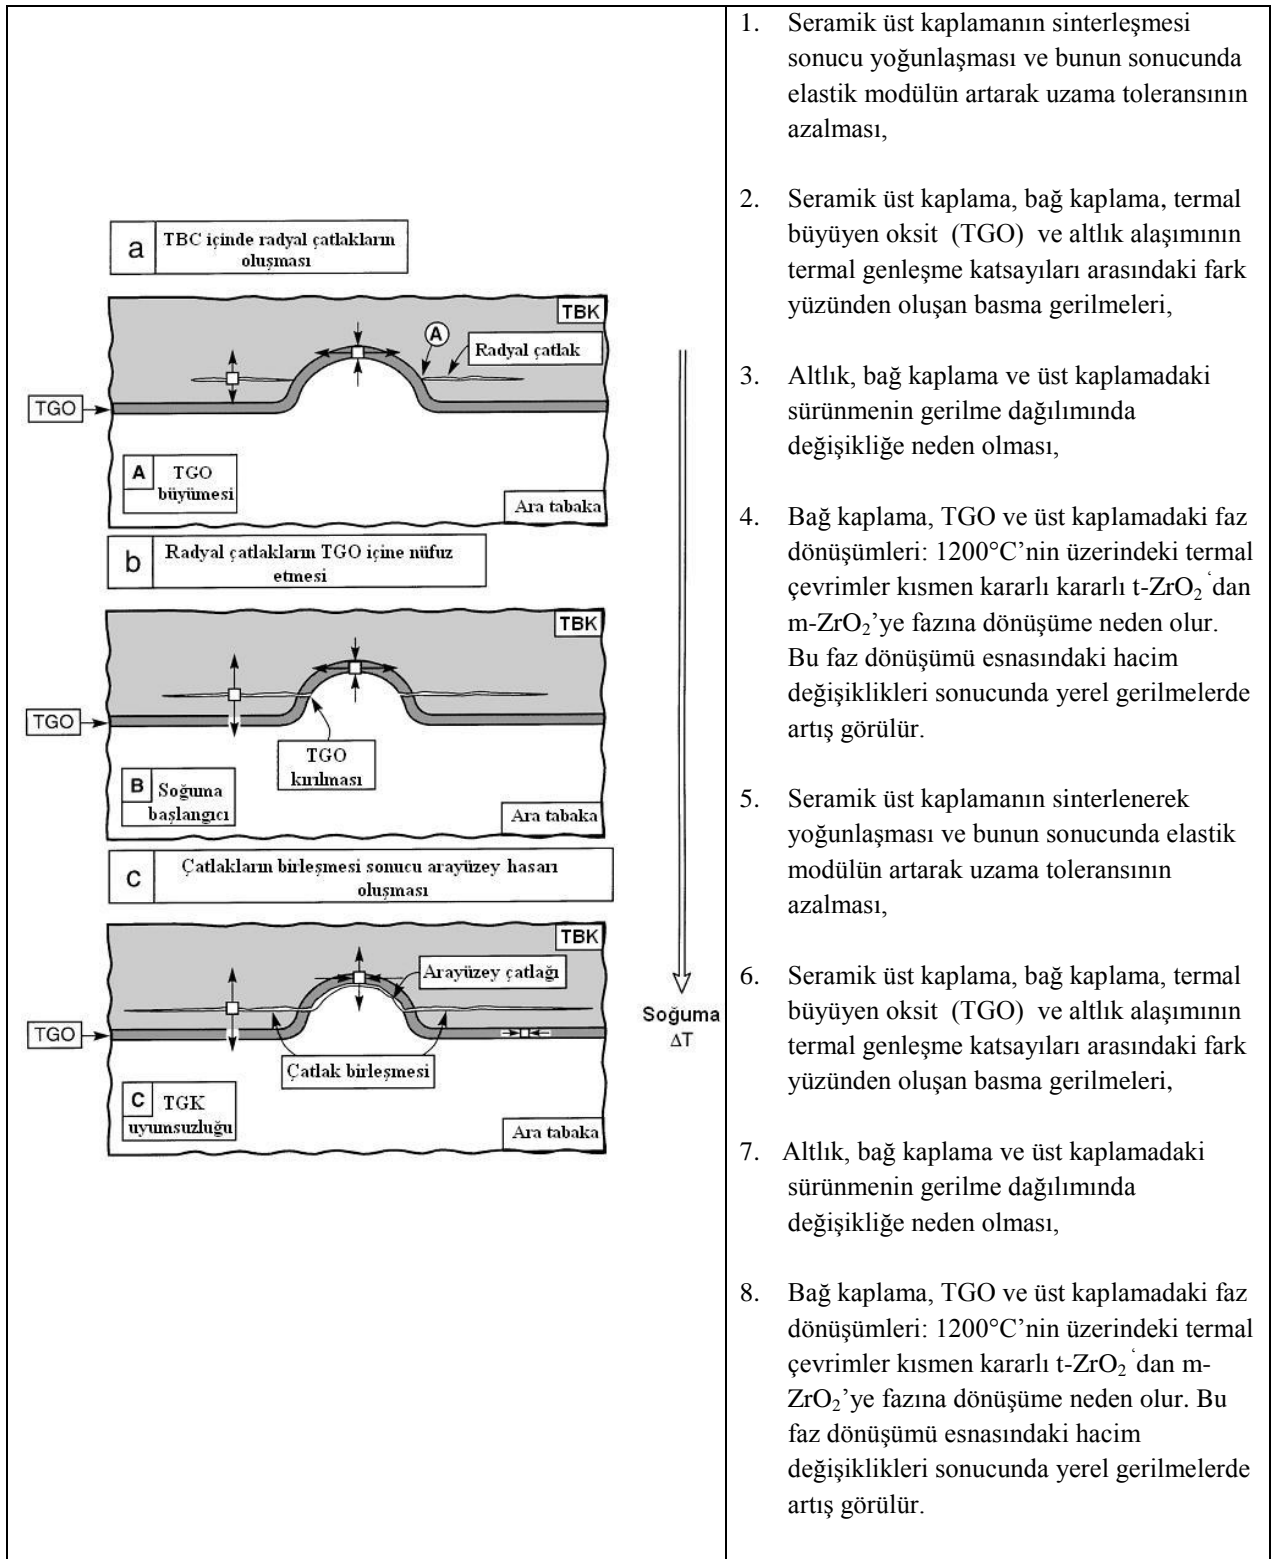 a
TBC içinde radyal çatlakların
oluşması
TBK
A
Radyal çatlak
TGO
A TGO
büyümesi
Ara tabaka
b
Radyal çatlakların TGO içine nüfuz
etmesi
TBK
TGO
TGO
kırılması
B Soğuma
başlangıcı
Ara tabaka
C
Çatlakların birleşmesi sonucu arayüzey hasarı
oluşması
TBK
Arayüzey çatlağı
TGO
Çatlak birleşmesi
C TGK
uyumsuzluğu
Ara tabaka
Soğuma
ΔT
1. Seramik üst kaplamanın sinterleşmesi
sonucu yoğunlaşması ve bunun sonucunda
elastik modülün artarak uzama toleransının
azalması,
2. Seramik üst kaplama, bağ kaplama, termal
büyüyen oksit (TGO) ve altlık alaşımının
termal genleşme katsayıları arasındaki fark
yüzünden oluşan basma gerilmeleri,
3. Altlık, bağ kaplama ve üst kaplamadaki
sürünmenin gerilme dağılımında
değişikliğe neden olması,
4. Bağ kaplama, TGO ve üst kaplamadaki faz
dönüşümleri: 1200°C’nin üzerindeki termal
çevrimler kısmen kararlı kararlı t-ZrO₂ ‘dan
m-ZrO₂’ye fazına dönüşüme neden olur.
Bu faz dönüşümü esnasındaki hacim
değişiklikleri sonucunda yerel gerilmelerde
artış görülür.
5. Seramik üst kaplamanın sinterlenerek
yoğunlaşması ve bunun sonucunda elastik
modülün artarak uzama toleransının
azalması,
6. Seramik üst kaplama, bağ kaplama, termal
büyüyen oksit (TGO) ve altlık alaşımının
termal genleşme katsayıları arasındaki fark
yüzünden oluşan basma gerilmeleri,
7. Altlık, bağ kaplama ve üst kaplamadaki
sürünmenin gerilme dağılımında
değişikliğe neden olması,
8. Bağ kaplama, TGO ve üst kaplamadaki faz
dönüşümleri: 1200°C’nin üzerindeki termal
çevrimler kısmen kararlı t-ZrO₂ ‘dan m-
ZrO₂’ye fazına dönüşüme neden olur. Bu
faz dönüşümü esnasındaki hacim
değişiklikleri sonucunda yerel gerilmelerde
artış görülür.